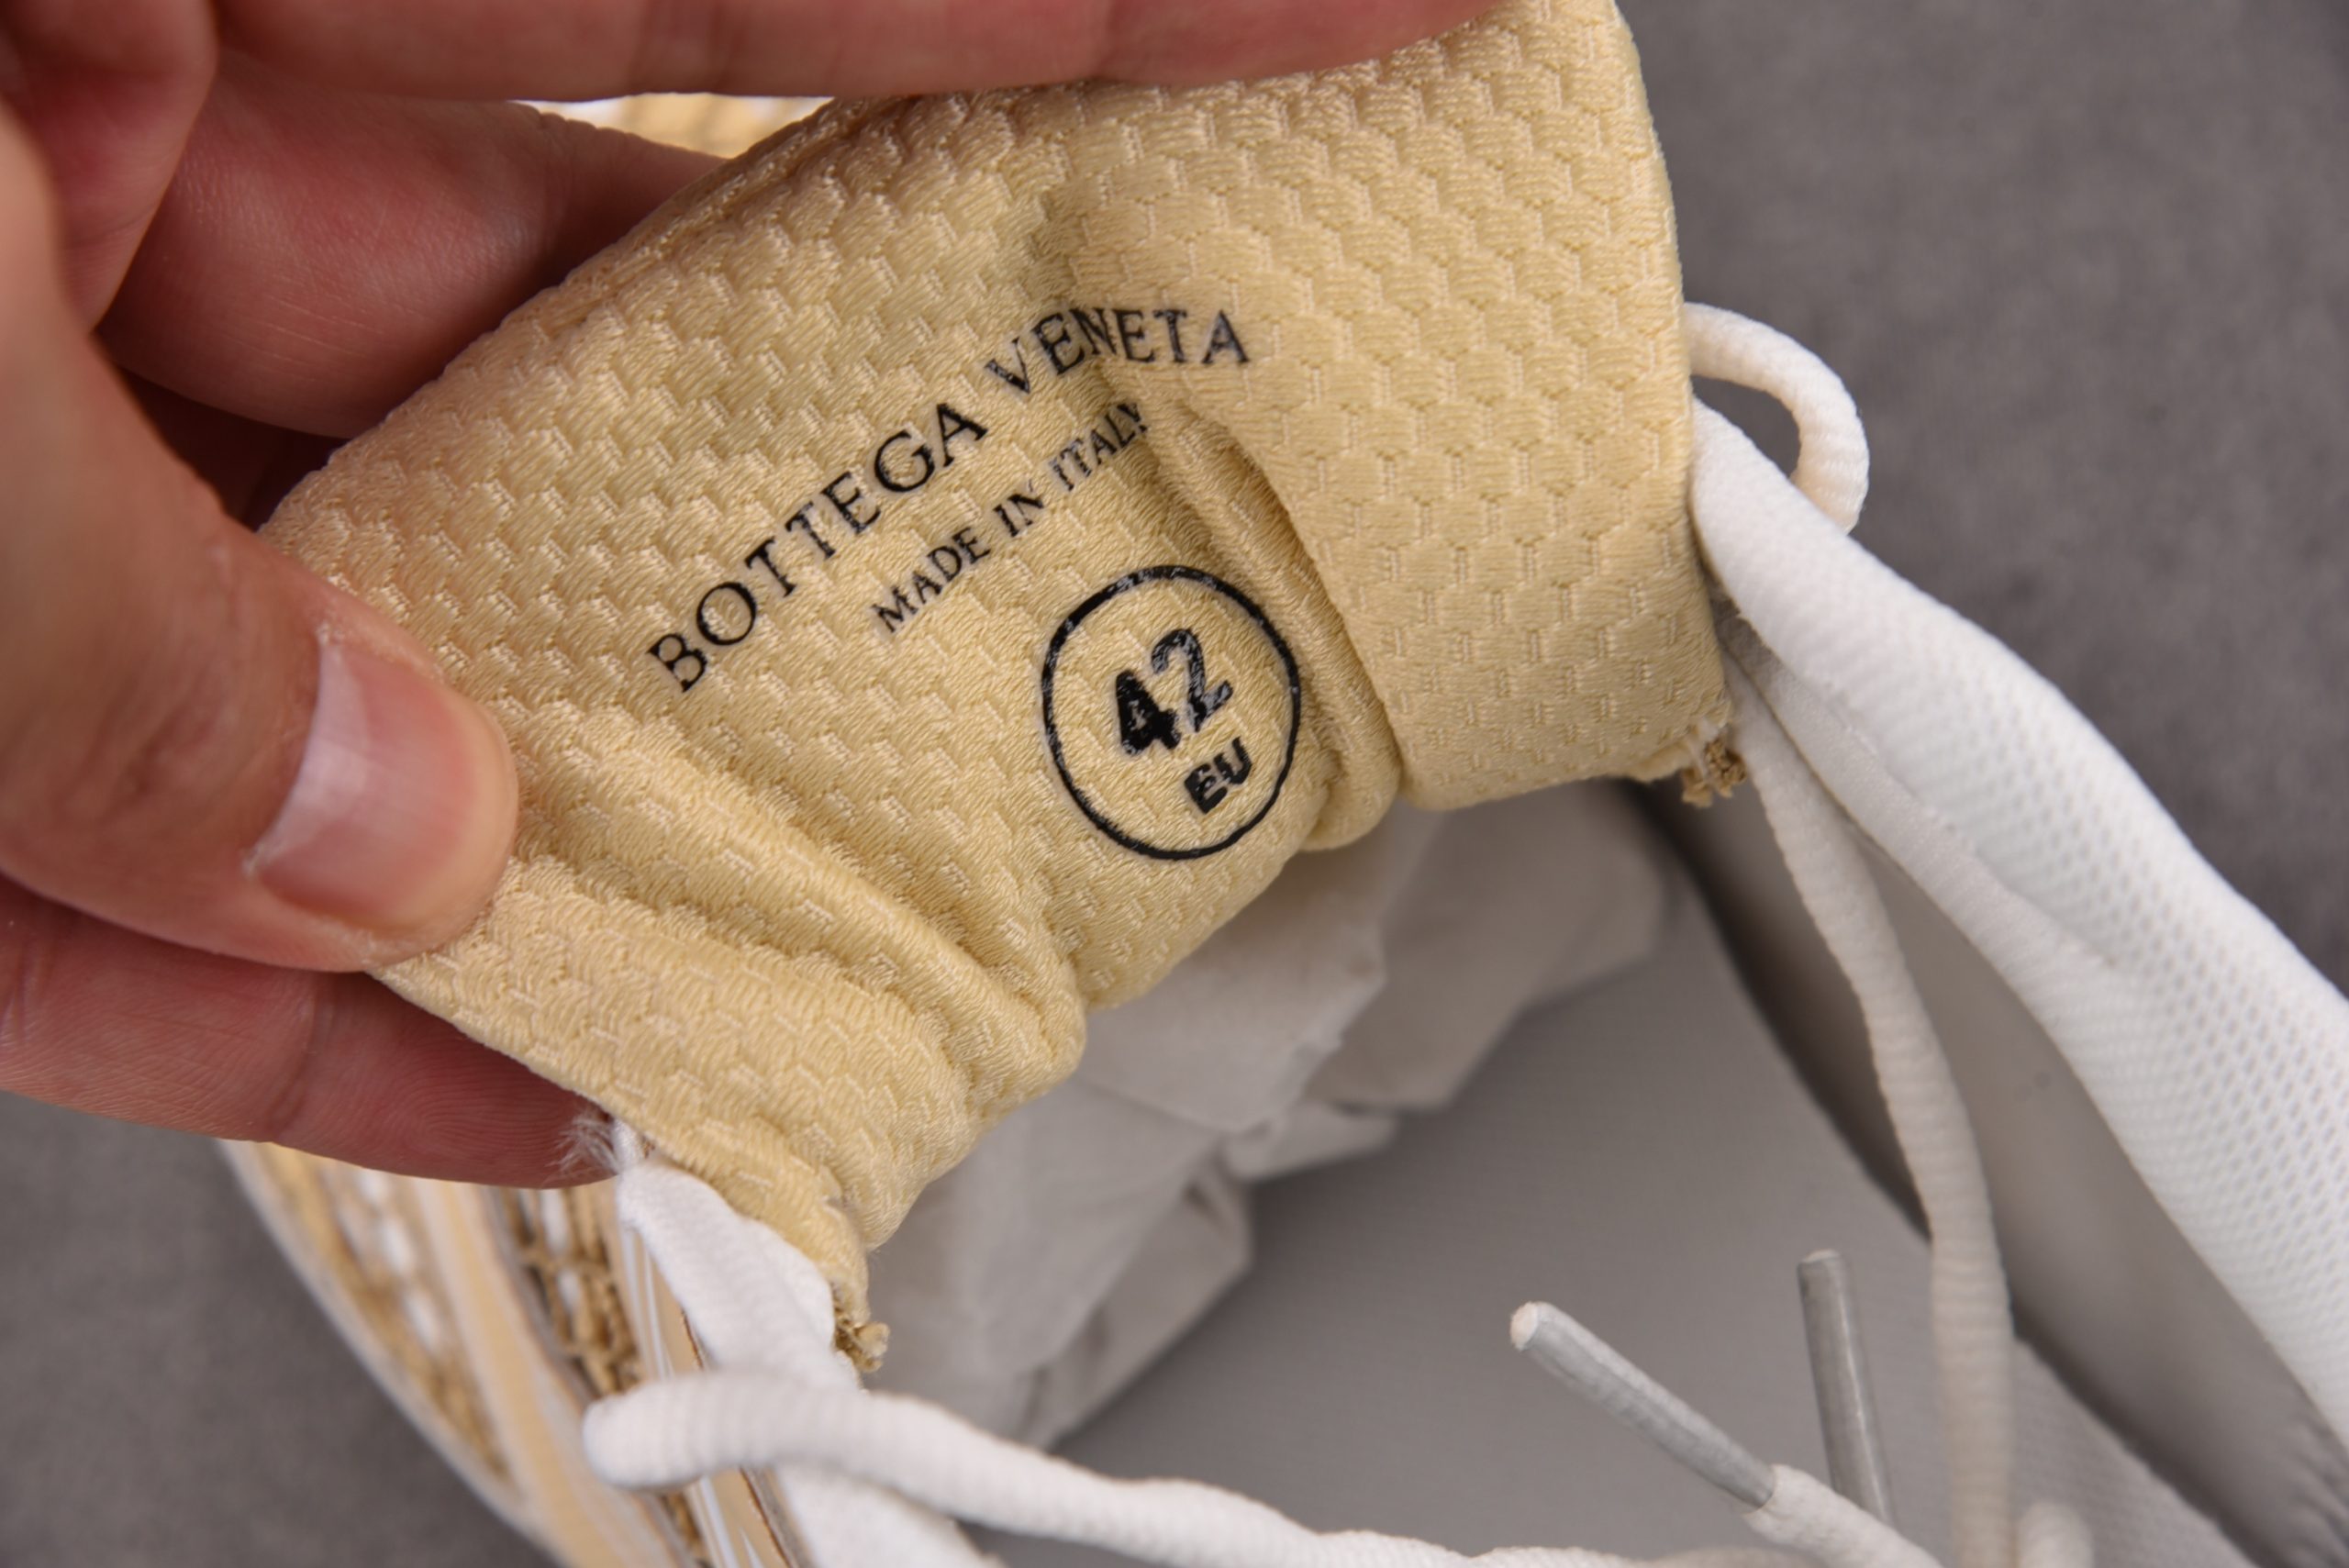 BOTTEGA VENETA
MADE IN ITALY
42
EU